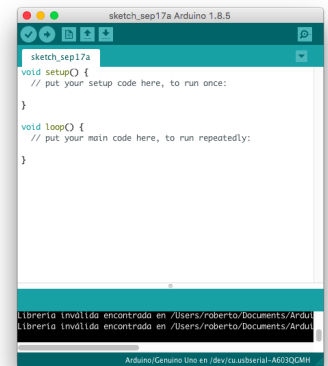 sketch_sep17a Arduino 1.8.5
sketch_sep17a
void setup() {
// put your setup code here, to run once:
}
void loop() {
// put your main code here, to run repeatedly:
}
Librería inválida encontrada en /Users/roberto/Documents/Ardui
Librería inválida encontrada en /Users/roberto/Documents/Ardui
Arduino/Genuino Uno en /dev/cu.usbserial-A603QGMH